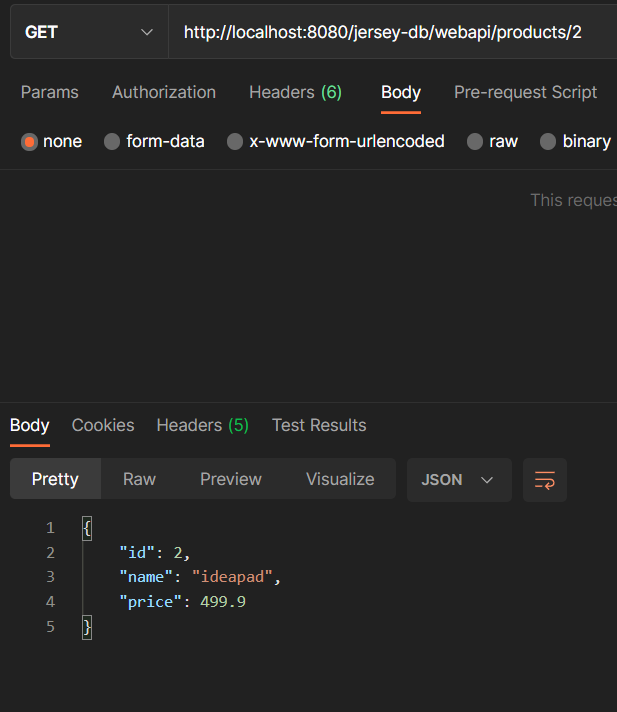 GET http://localhost:8080/jersey-db/webapi/products/2
Params Authorization Headers (6) Body Pre-request Script
none form-data x-www-form-urlencoded raw binary
This
Body Cookies Headers (5) Test Results
Pretty Raw Preview Visualize JSON
1 {
2 "id": 2,
3 "name": "ideapad",
4 "price": 499.9
5 }